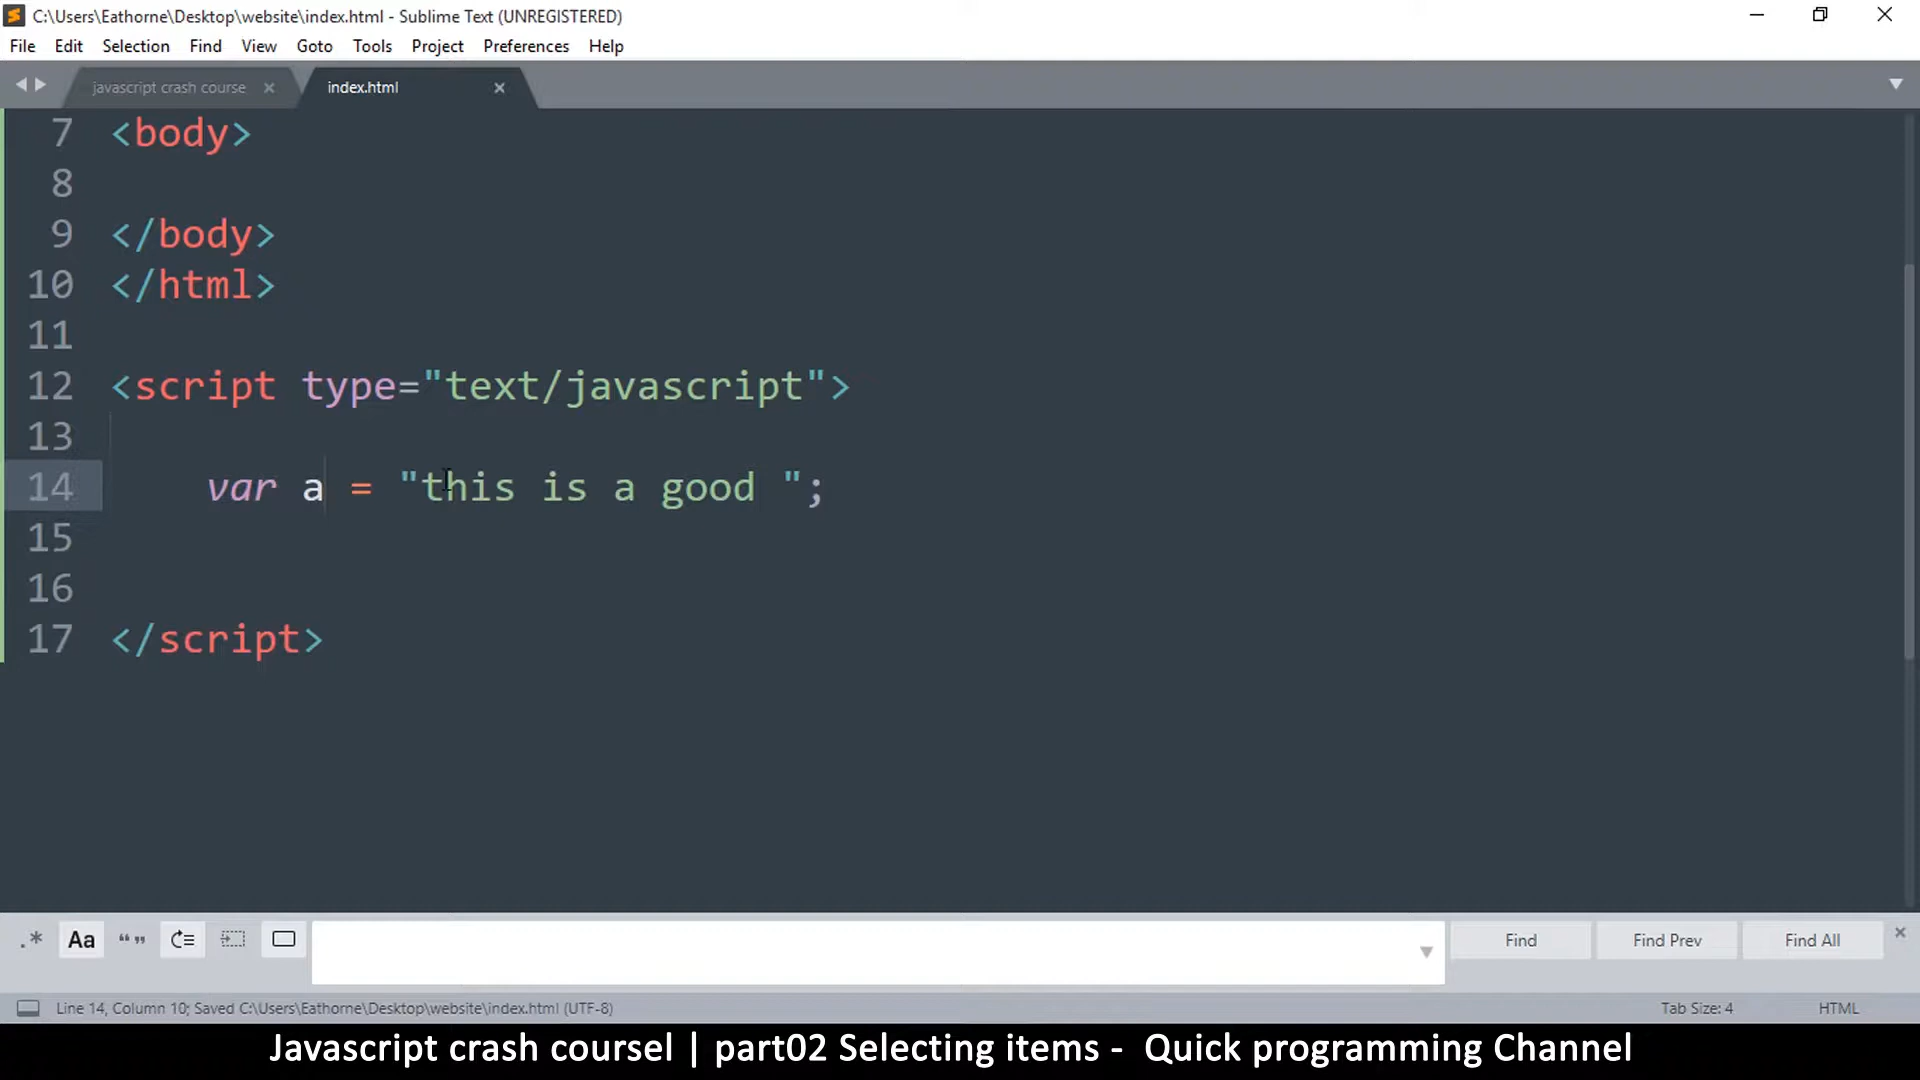 C:\Users\Eathorne\Desktop\website\index.html - Sublime Text (UNREGISTERED)
File Edit Selection Find View Goto Tools Project Preferences Help
javascript crash course index.html
7 <body>
8
9 </body>
10 </html>
11
12 <script type="text/javascript">
13
14 var a = "this is a good ";
15
16
17 </script>
.* Aa “” Find Find Prev Find All
Line 14, Column 10; Saved C:\Users\Eathorne\Desktop\website\index.html (UTF-8) Tab Size: 4 HTML
Javascript crash coursel | part02 Selecting items - Quick programming Channel